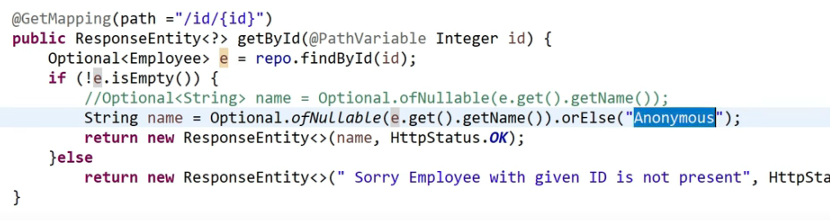 @GetMapping(path ="/id/{id}")
public ResponseEntity<?> getById(@PathVariable Integer id) {
Optional<Employee> e = repo.findById(id);
if (!e.isEmpty()) {
//Optional<String> name = Optional.ofNullable(e.get().getName());
String name = Optional.ofNullable(e.get().getName()).orElse("Anonymous");
return new ResponseEntity<>(name, HttpStatus.OK);
}else
return new ResponseEntity<>(" Sorry Employee with given ID is not present", HttpSta
}